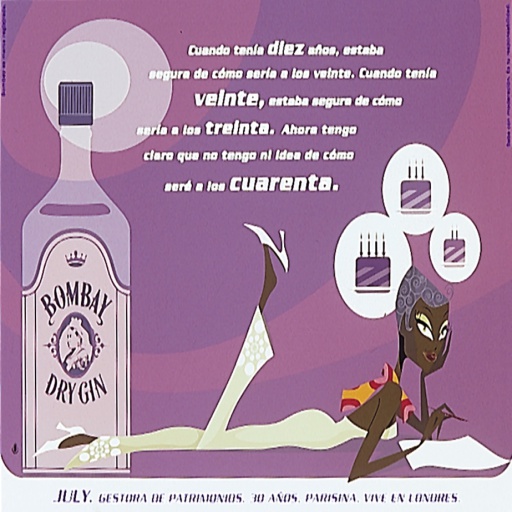 Cuando tenía diez años, estaba
segura de cómo sería a los veinte. Cuando tenía
veinte, estaba segura de cómo
sería a los treinta. Ahora tengo
claro que no tengo ni idea de cómo
seré a los cuarenta.
BOMBAY
DRY GIN
JULY. GESTORA DE PATRIMONIOS. 30 AÑOS. PARISINA. VIVE EN LONDRES.